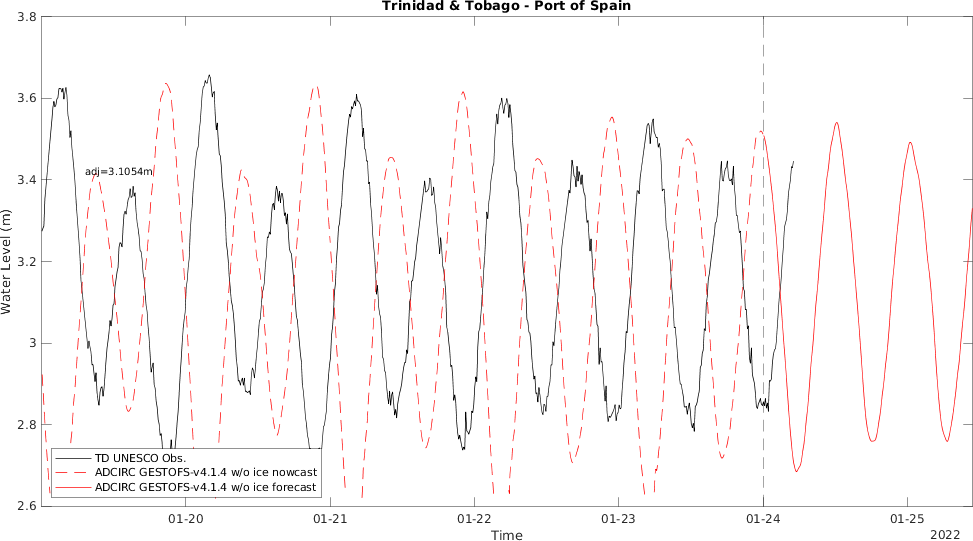 Trinidad & Tobago - Port of Spain
3.8
3.6
3.4
3.2
3
2.8
2.6
Water Level (m)
adj=3.1054m
TD UNESCO Obs.
ADCIRC GESTOFS-v4.1.4 w/o ice nowcast
ADCIRC GESTOFS-v4.1.4 w/o ice forecast
01-20 01-21 01-22 01-23 01-24 01-25
Time
2022